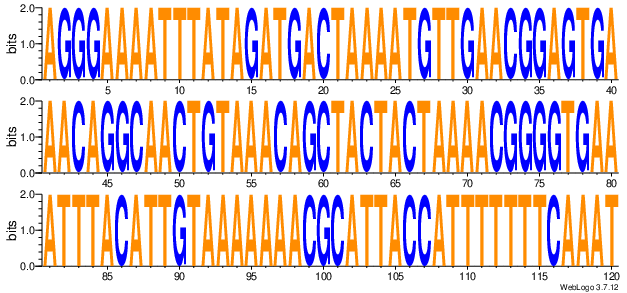 2.0
1.0
0.0
bits
AGGGAAAATTTATAGATGACTAAAATGTTGAACGGAGTGA
5 10 15 20 25 30 35 40
2.0
1.0
0.0
bits
AACAGGCAACTGTAAACAGCTACTACTAAAACGGGGTGAA
45 50 55 60 65 70 75 80
2.0
1.0
0.0
bits
ATTTACATTGTAAAAAAACGCATTACCATTTTTTTCAAAT
85 90 95 100 105 110 115 120
WebLogo 3.7.12